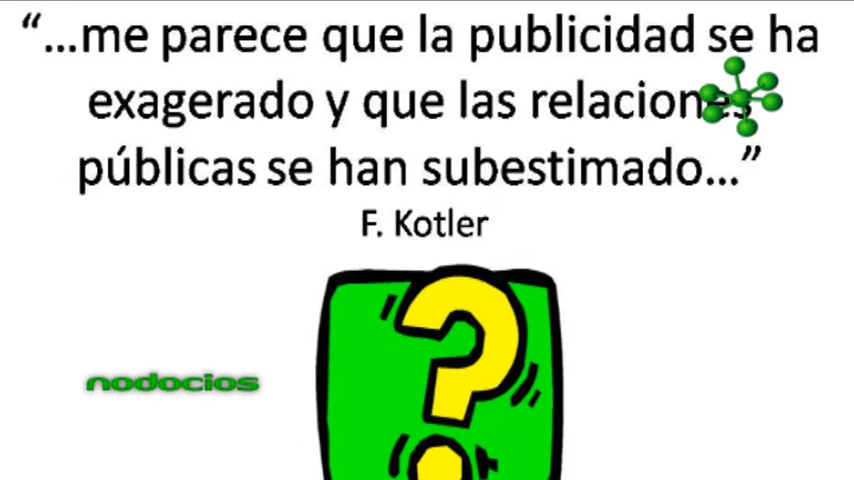 “...me parece que la publicidad se ha
exagerado y que las relaciones
públicas se han subestimado...”
F. Kotler
nodocios